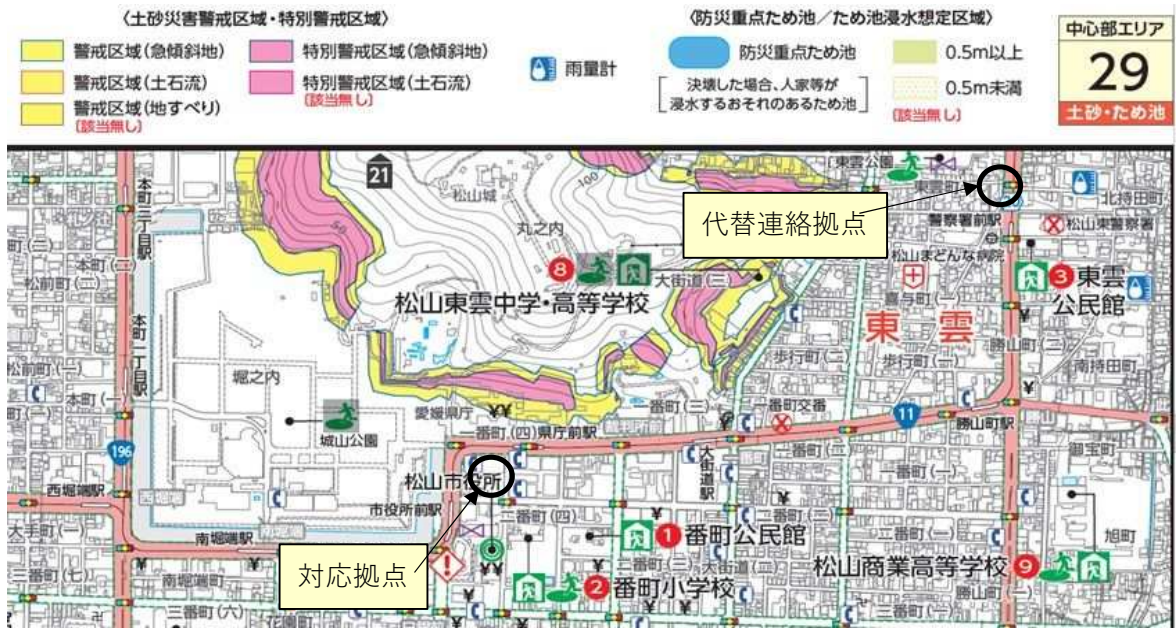 〈土砂災害警戒区域・特別警戒区域〉
警戒区域(急傾斜地)
警戒区域(土石流)
警戒区域(地すべり)
[該当無し]
特別警戒区域(急傾斜地)
特別警戒区域(土石流)
[該当無し]
雨量計
〈防災重点ため池/ため池浸水想定区域〉
防災重点ため池
決壊した場合、人家等が
浸水するおそれのあるため池
0.5m以上
0.5m未満
[該当無し]
中心部エリア
29
土砂・ため池
本町三丁目駅
21
松山城
100
東雲公園
代替連絡拠点
北持田町
警察署前駅
松山東警察署
丸之内
本町(三)
本町(二)
松前町(二)
50
8
松山東雲中学・高等学校
大街道(三)
松山まどんな病院
3 東雲
公民館
喜与町(一)
東雲
本町一丁目駅
松前町(一)
堀之内
歩行町(二)
歩行町(一)
勝山町(二)
南持田町
本町(一)
城山公園
愛媛県庁
一番町(三)
一番町(四)
県庁前駅
一番町交番
11
勝山町駅
196
西堀端駅
松山市役所
市役所前駅
大街道駅
一番町(二)
一番町(一)
御宝町
大手町(一)
南堀端駅
二番町(四)
1 番町公民館
二番町(三)
二番町(二)
二番町(一)
旭町
対応拠点
2 番町小学校
大街道(二)
松山商業高等学校 9
三番町(七)
南堀端町
三番町(六)
花園町
三番町(一)
勝山町(一)